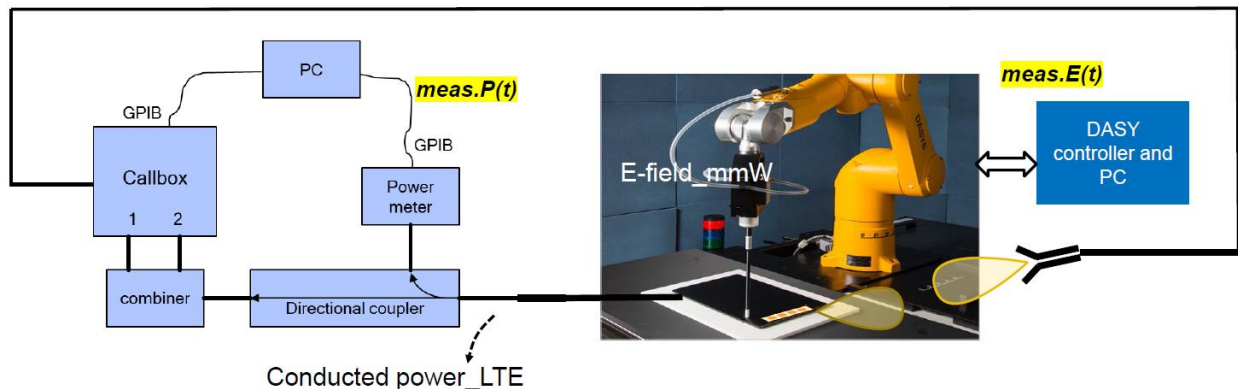 PC
meas.P(t)
meas.E(t)
GPIB
GPIB
Callbox
1 2
Power
meter
E-field_mmW
DASY6
DASY
controller and
PC
combiner
Directional coupler
Conducted power_LTE